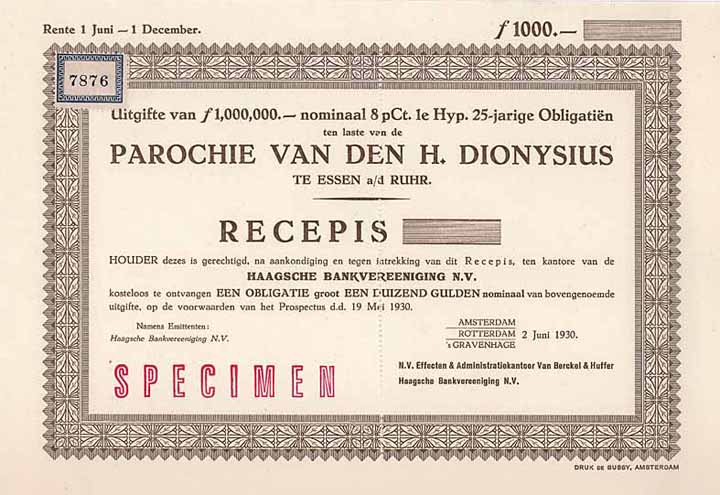 Rente 1 Juni — 1 December.
ƒ 1000.—
7876
Uitgifte van ƒ 1,000,000.— nominaal 8 pCt. 1e Hyp. 25-jarige Obligatiën
ten laste van de
PAROCHIE VAN DEN H. DIONYSIUS
TE ESSEN a/d RUHR.
RECEPIS
HOUDER dezes is gerechtigd, na aankondiging en tegen intrekking van dit Recepis, ten kantore van de
HAAGSCHE BANKVEREENIGING N.V.
kosteloos te ontvangen EEN OBLIGATIE groot EEN DUIZEND GULDEN nominaal van bovengenoemde
uitgifte, op de voorwaarden van het Prospectus d.d. 19 Mei 1930.
Namens Emittenten:
Haagsche Bankvereeniging N.V.
AMSTERDAM
ROTTERDAM 2 Juni 1930.
's GRAVENHAGE
SPECIMEN
N.V. Effecten & Administratiekantoor Van Berckel & Huffer
Haagsche Bankvereeniging N.V.
DRUK DE BUSSY, AMSTERDAM